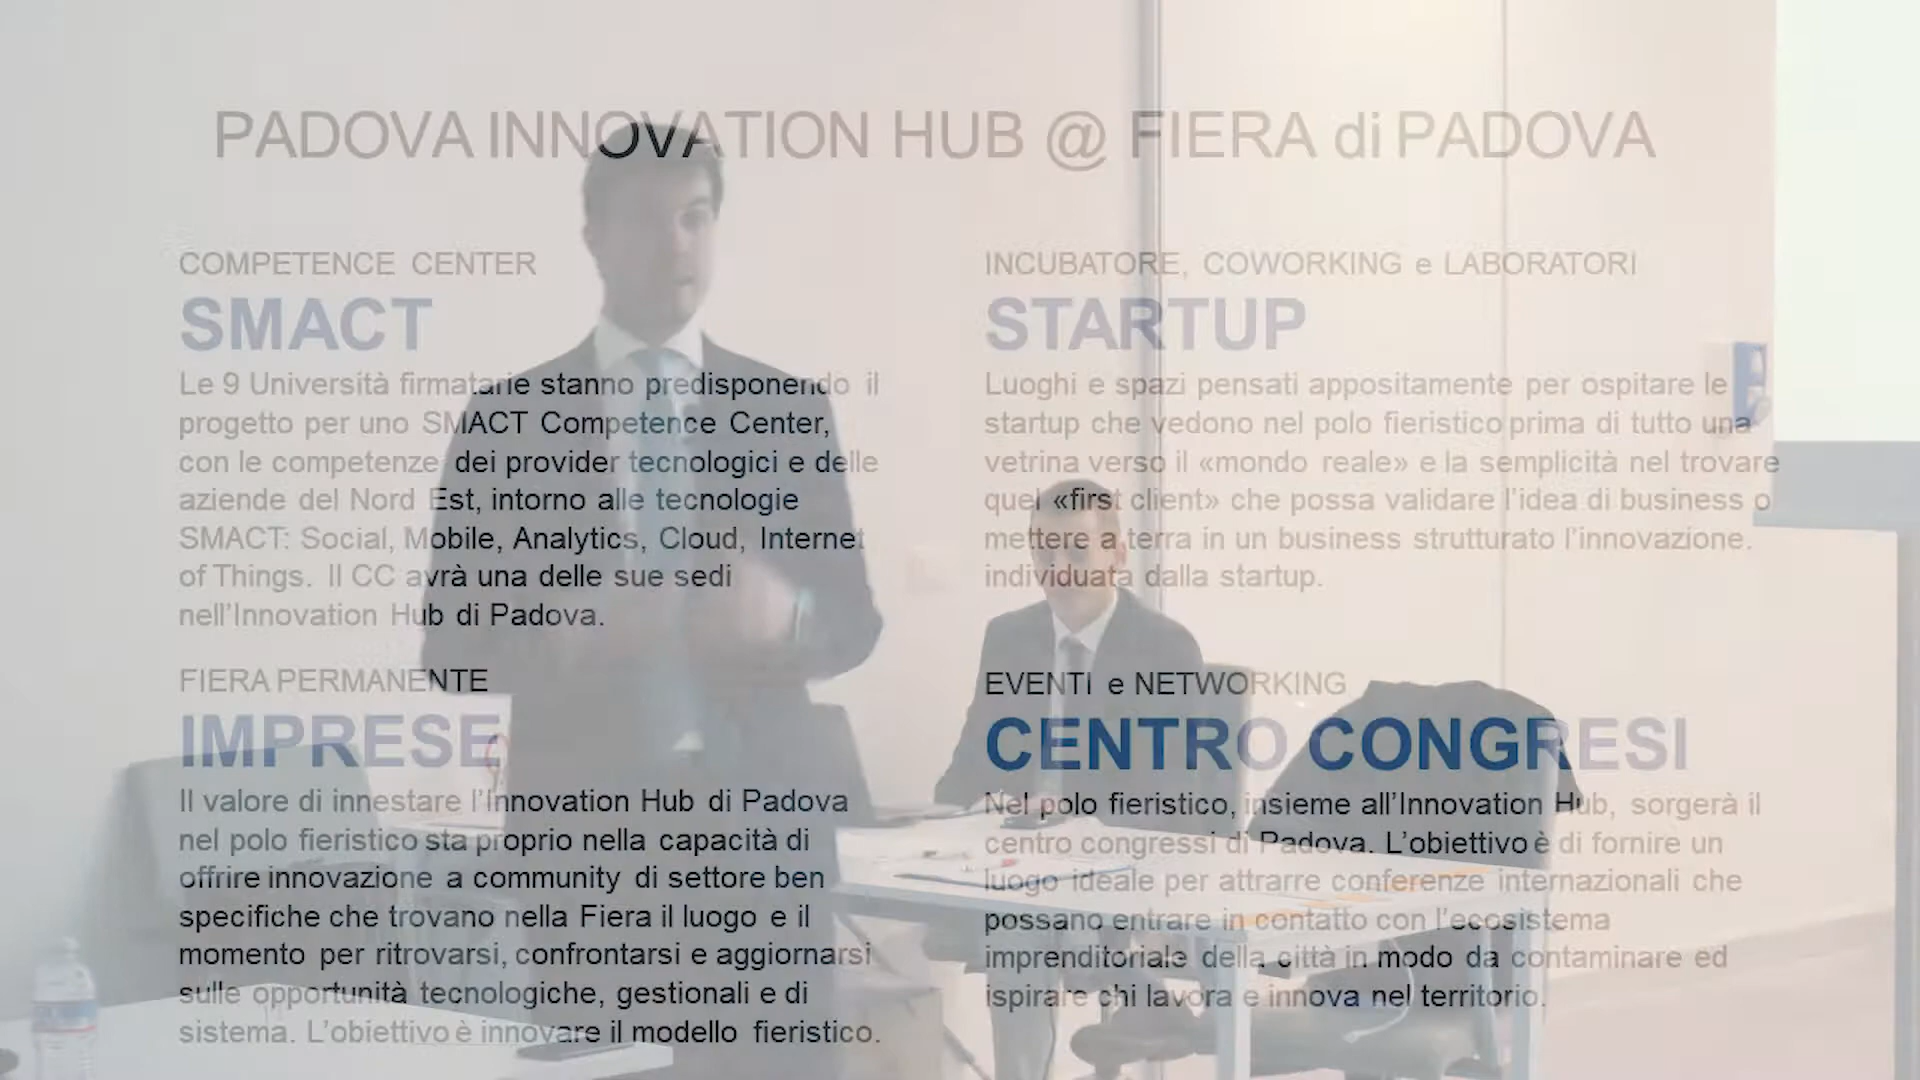 PADOVA INNOVATION HUB @ FIERA di PADOVA
COMPETENCE CENTER
SMACT
Le 9 Università firmatarie stanno predisponendo il
progetto per uno SMACT Competence Center,
con le competenze dei provider tecnologici e delle
aziende del Nord Est, intorno alle tecnologie
SMACT: Social, Mobile, Analytics, Cloud, Internet
of Things. Il CC avrà una delle sue sedi
nell'Innovation Hub di Padova.
INCUBATORE, COWORKING e LABORATORI
STARTUP
Luoghi e spazi pensati appositamente per ospitare le
startup che vedono nel polo fieristico prima di tutto una
vetrina verso il «mondo reale» e la semplicità nel trovare
quel «first client» che possa validare l'idea di business o
mettere a terra in un business strutturato l'innovazione.
individuata dalla startup.
FIERA PERMANENTE
IMPRESE
Il valore di innestare l'Innovation Hub di Padova
nel polo fieristico sta proprio nella capacità di
offrire innovazione a community di settore ben
specifiche che trovano nella Fiera il luogo e il
momento per ritrovarsi, confrontarsi e aggiornarsi
sulle opportunità tecnologiche, gestionali e di
sistema. L'obiettivo è innovare il modello fieristico.
EVENTI e NETWORKING
CENTRO CONGRESI
Nel polo fieristico, insieme all'Innovation Hub, sorgerà il
centro congressi di Padova. L'obiettivo è di fornire un
luogo ideale per attrarre conferenze internazionali che
possano entrare in contatto con l'ecosistema
imprenditoriale della città in modo da contaminare ed
ispirare chi lavora e innova nel territorio.